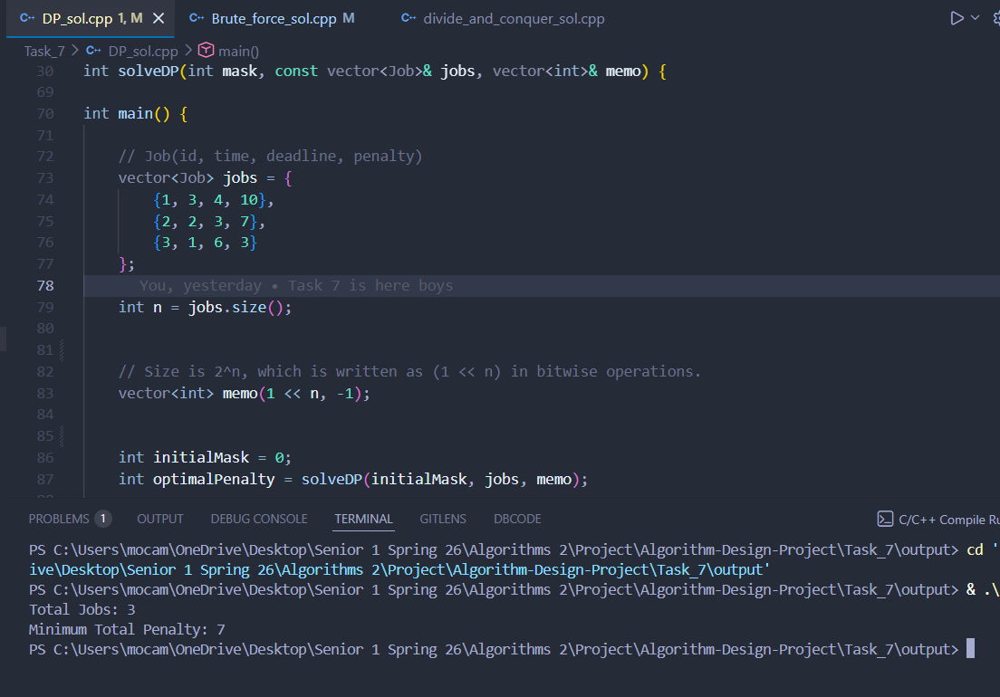 DP_sol.cpp 1, M
Brute_force_sol.cpp M
divide_and_conquer_sol.cpp
Task_7 > DP_sol.cpp > main()
30 int solveDP(int mask, const vector<Job>& jobs, vector<int>& memo) {
69
70 int main() {
71
72 // Job(id, time, deadline, penalty)
73 vector<Job> jobs = {
74 {1, 3, 4, 10},
75 {2, 2, 3, 7},
76 {3, 1, 6, 3}
77 };
78 You, yesterday • Task 7 is here boys
79 int n = jobs.size();
80
81
82 // Size is 2^n, which is written as (1 << n) in bitwise operations.
83 vector<int> memo(1 << n, -1);
84
85
86 int initialMask = 0;
87 int optimalPenalty = solveDP(initialMask, jobs, memo);
PROBLEMS 1 OUTPUT DEBUG CONSOLE TERMINAL GITLENS DBCODE C/C++ Compile Ru
PS C:\Users\mocam\OneDrive\Desktop\Senior 1 Spring 26\Algorithms 2\Project\Algorithm-Design-Project\Task_7\output> cd '
ive\Desktop\Senior 1 Spring 26\Algorithms 2\Project\Algorithm-Design-Project\Task_7\output'
PS C:\Users\mocam\OneDrive\Desktop\Senior 1 Spring 26\Algorithms 2\Project\Algorithm-Design-Project\Task_7\output> & .\
Total Jobs: 3
Minimum Total Penalty: 7
PS C:\Users\mocam\OneDrive\Desktop\Senior 1 Spring 26\Algorithms 2\Project\Algorithm-Design-Project\Task_7\output>